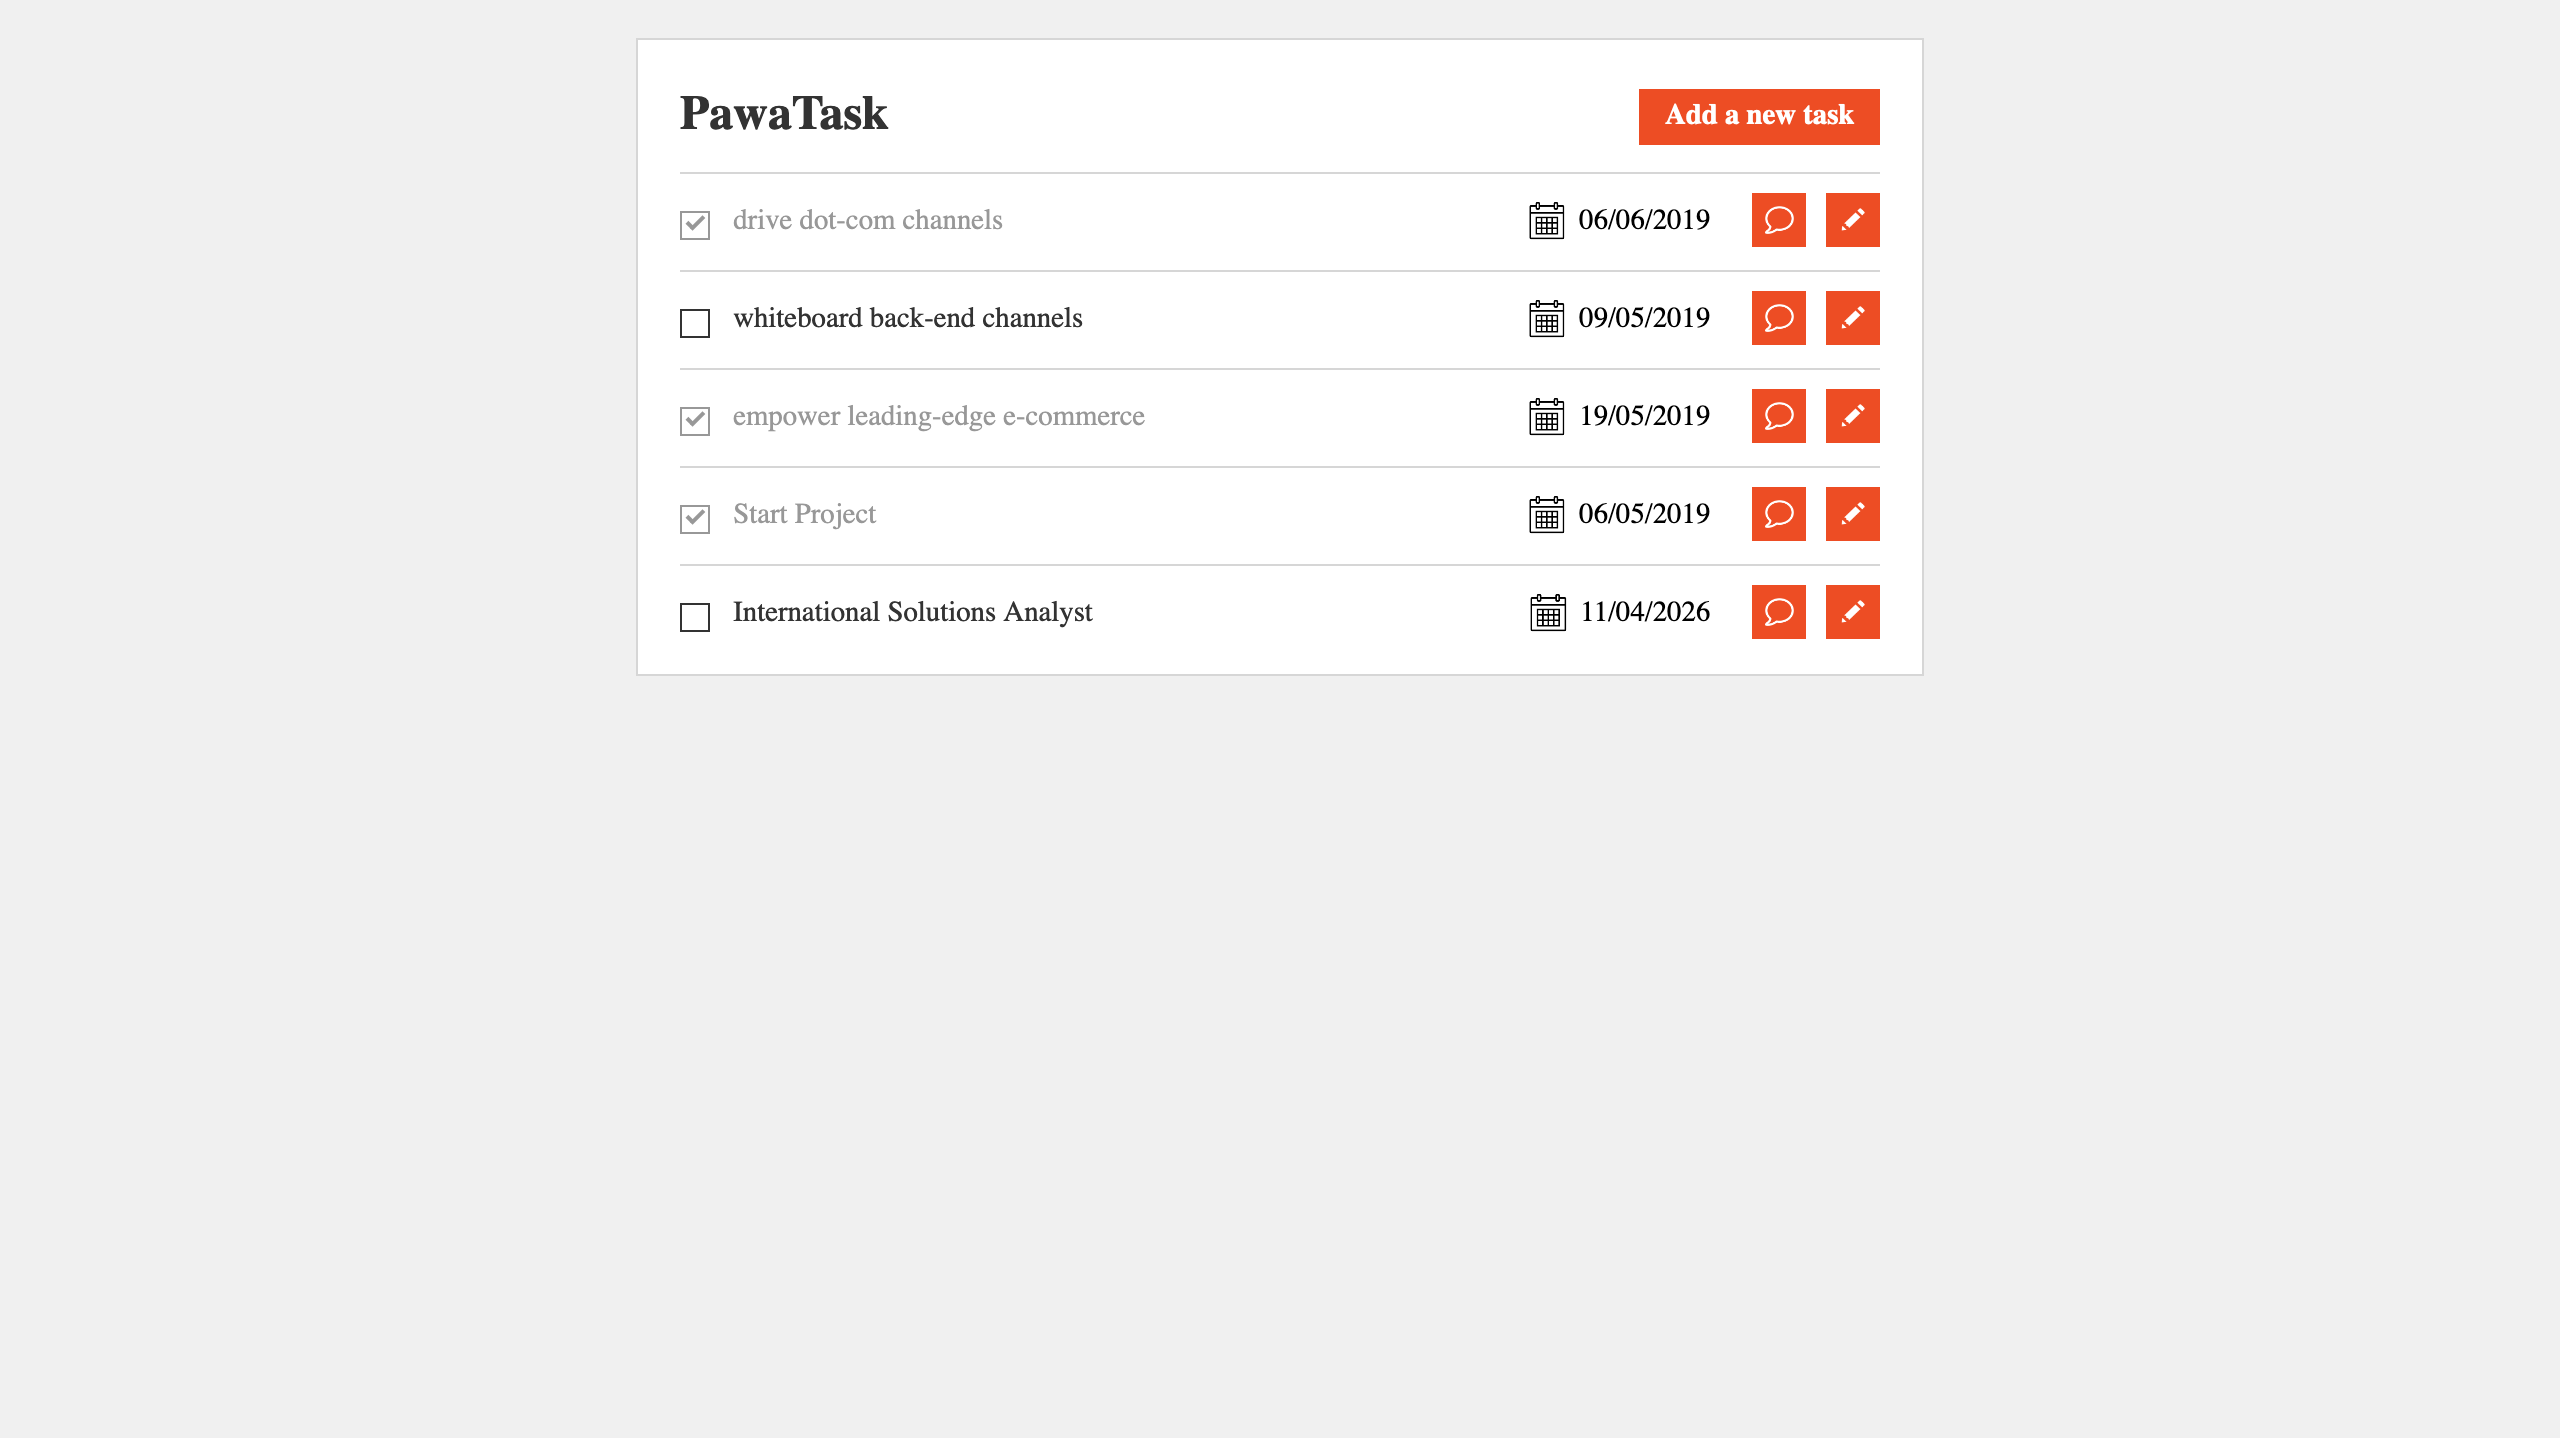 PawaTask
Add a new task
drive dot-com channels 06/06/2019
whiteboard back-end channels 09/05/2019
empower leading-edge e-commerce 19/05/2019
Start Project 06/05/2019
International Solutions Analyst 11/04/2026